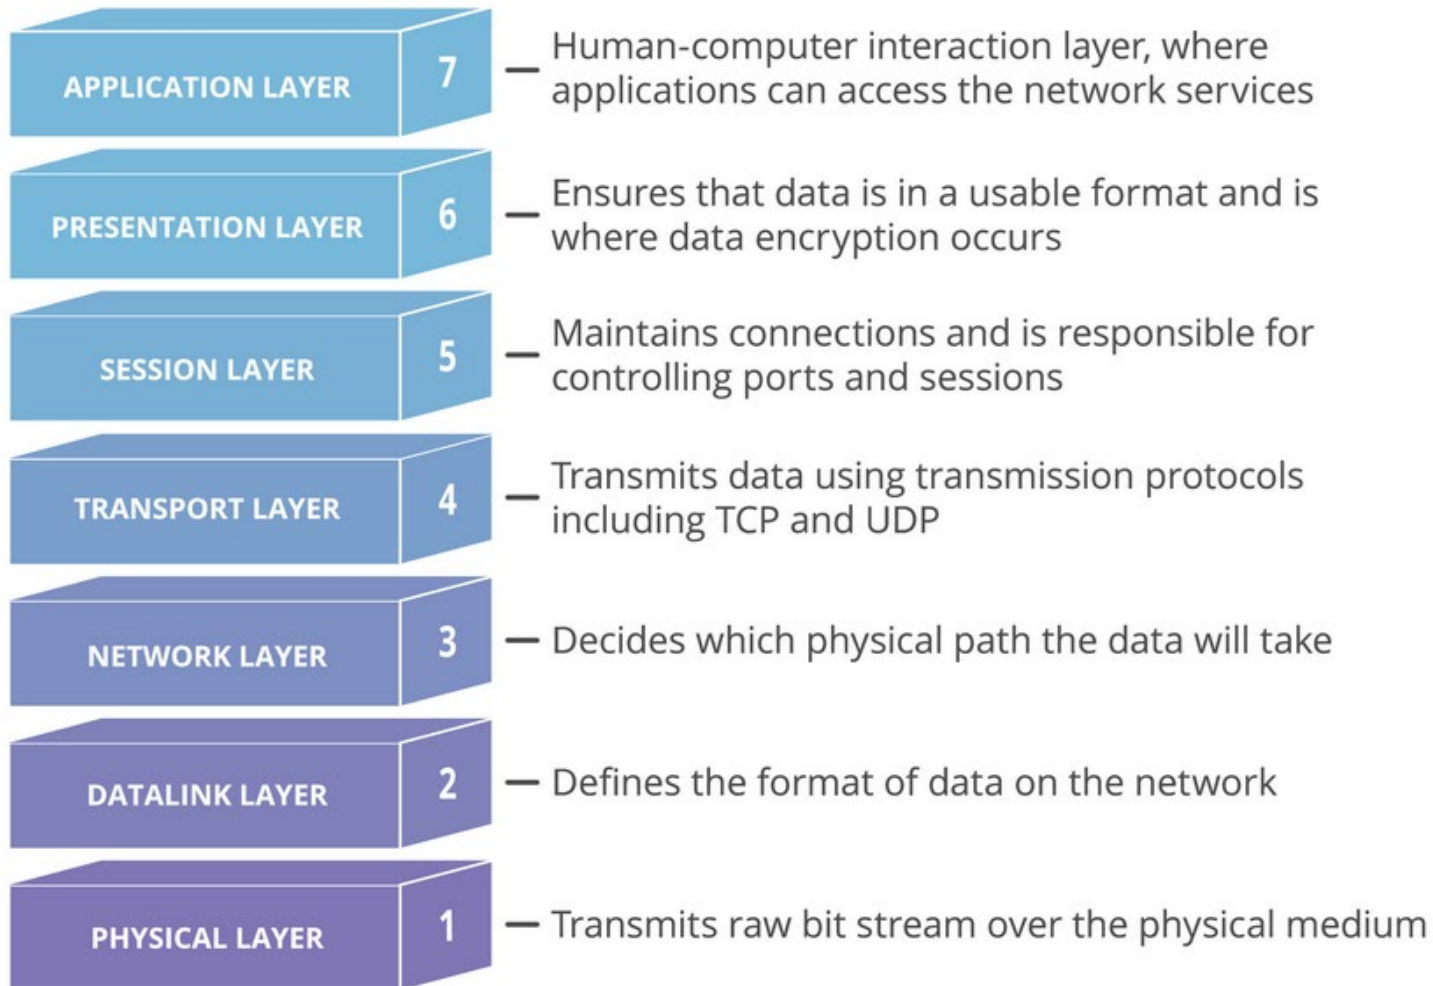 APPLICATION LAYER 7
Human-computer interaction layer, where
applications can access the network services
PRESENTATION LAYER 6
Ensures that data is in a usable format and is
where data encryption occurs
SESSION LAYER 5
Maintains connections and is responsible for
controlling ports and sessions
TRANSPORT LAYER 4
Transmits data using transmission protocols
including TCP and UDP
NETWORK LAYER 3
Decides which physical path the data will take
DATALINK LAYER 2
Defines the format of data on the network
PHYSICAL LAYER 1
Transmits raw bit stream over the physical medium